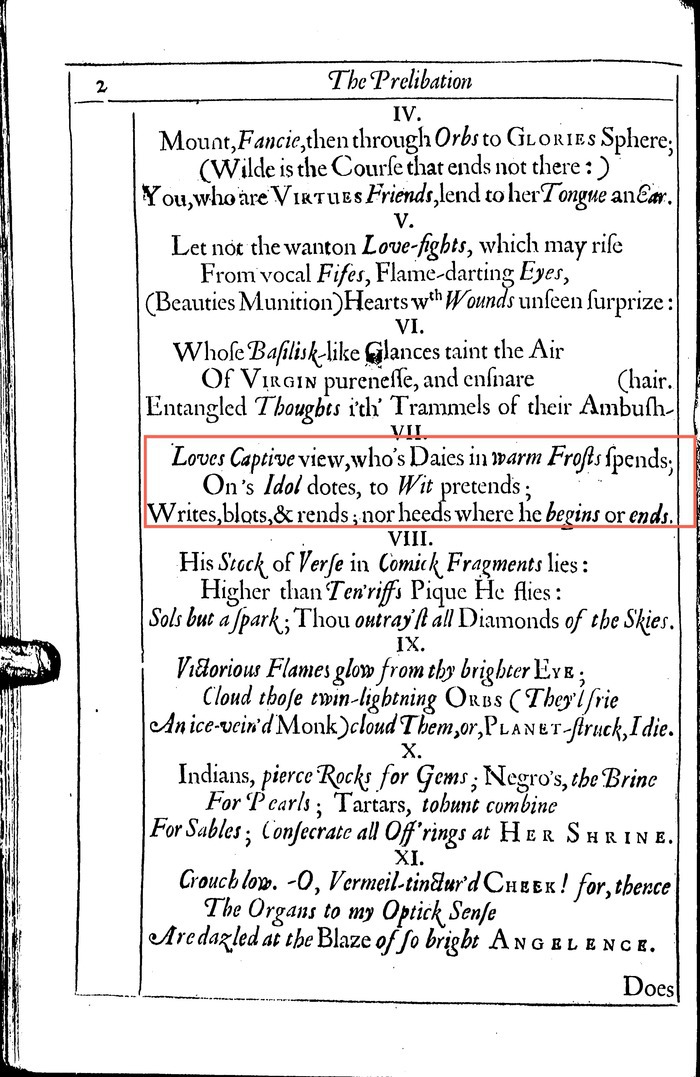 2
The Prelibation
IV.
Mount, Fancie, then through Orbs to GLORIES Sphere;
(Wilde is the Courſe that ends not there : )
You, who are VIRTUES Friends, lend to her Tongue an Ear.
V.
Let not the wanton Love-fights, which may riſe
From vocal Fifes, Flame-darting Eyes,
(Beauties Munition) Hearts wᵗʰ Wounds unſeen ſurprize :
VI.
Whoſe Baſilisk-like Glances taint the Air
Of VIRGIN pureneſſe, and enſnare (hair.
Entangled Thoughts i'th' Trammels of their Ambuſh-
VII.
Loves Captive view, who's Daies in warm Froſts ſpends;
On's Idol dotes, to Wit pretends ;
Writes, blots, & rends ; nor heeds where he begins or ends.
VIII.
His Stock of Verſe in Comick Fragments lies :
Higher than Ten'riffs Pique He flies :
Sols but a ſpark ; Thou outray'ſt all Diamonds of the Skies.
IX.
Victorious Flames glow from thy brighter EYE ;
Cloud thoſe twin-lightning ORBS ( They'l frie
An ice-vein'd Monk) cloud Them, or, PLANET-ſtruck, I die.
X.
Indians, pierce Rocks for Gems ; Negro's, the Brine
For Pearls ; Tartars, to hunt combine
For Sables ; Conſecrate all Off'rings at HER SHRINE.
XI.
Crouch low. -O, Vermeil-tinctur'd CHEEK ! for, thence
The Organs to my Optick Senſe
Are dazled at the Blaze of ſo bright ANGELENCE.
Does